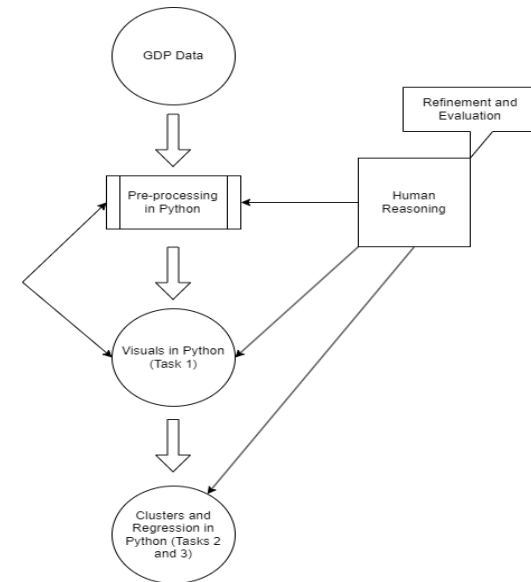 GDP Data
Refinement and
Evaluation
Pre-processing
in Python
Human
Reasoning
Visuals in Python
(Task 1)
Clusters and
Regression in
Python (Tasks 2
and 3)